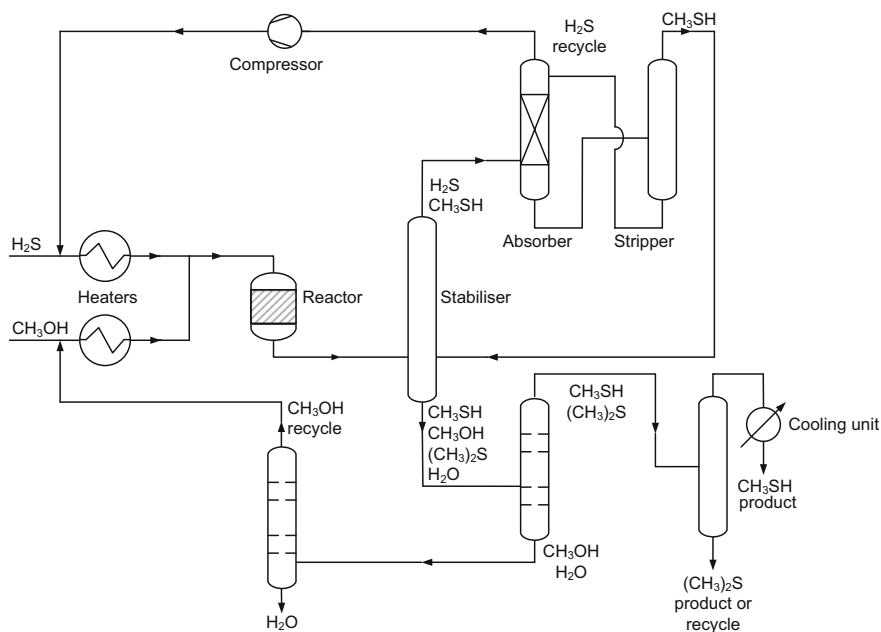 H₂S
recycle
CH₃SH
Compressor
H₂S
CH₃SH
Absorber
Stripper
H₂S
Heaters
Reactor
Stabiliser
CH₃OH
CH₃OH
recycle
CH₃SH
CH₃OH
(CH₃)₂S
H₂O
CH₃SH
(CH₃)₂S
Cooling unit
CH₃SH
product
CH₃OH
H₂O
H₂O
(CH₃)₂S
product or
recycle